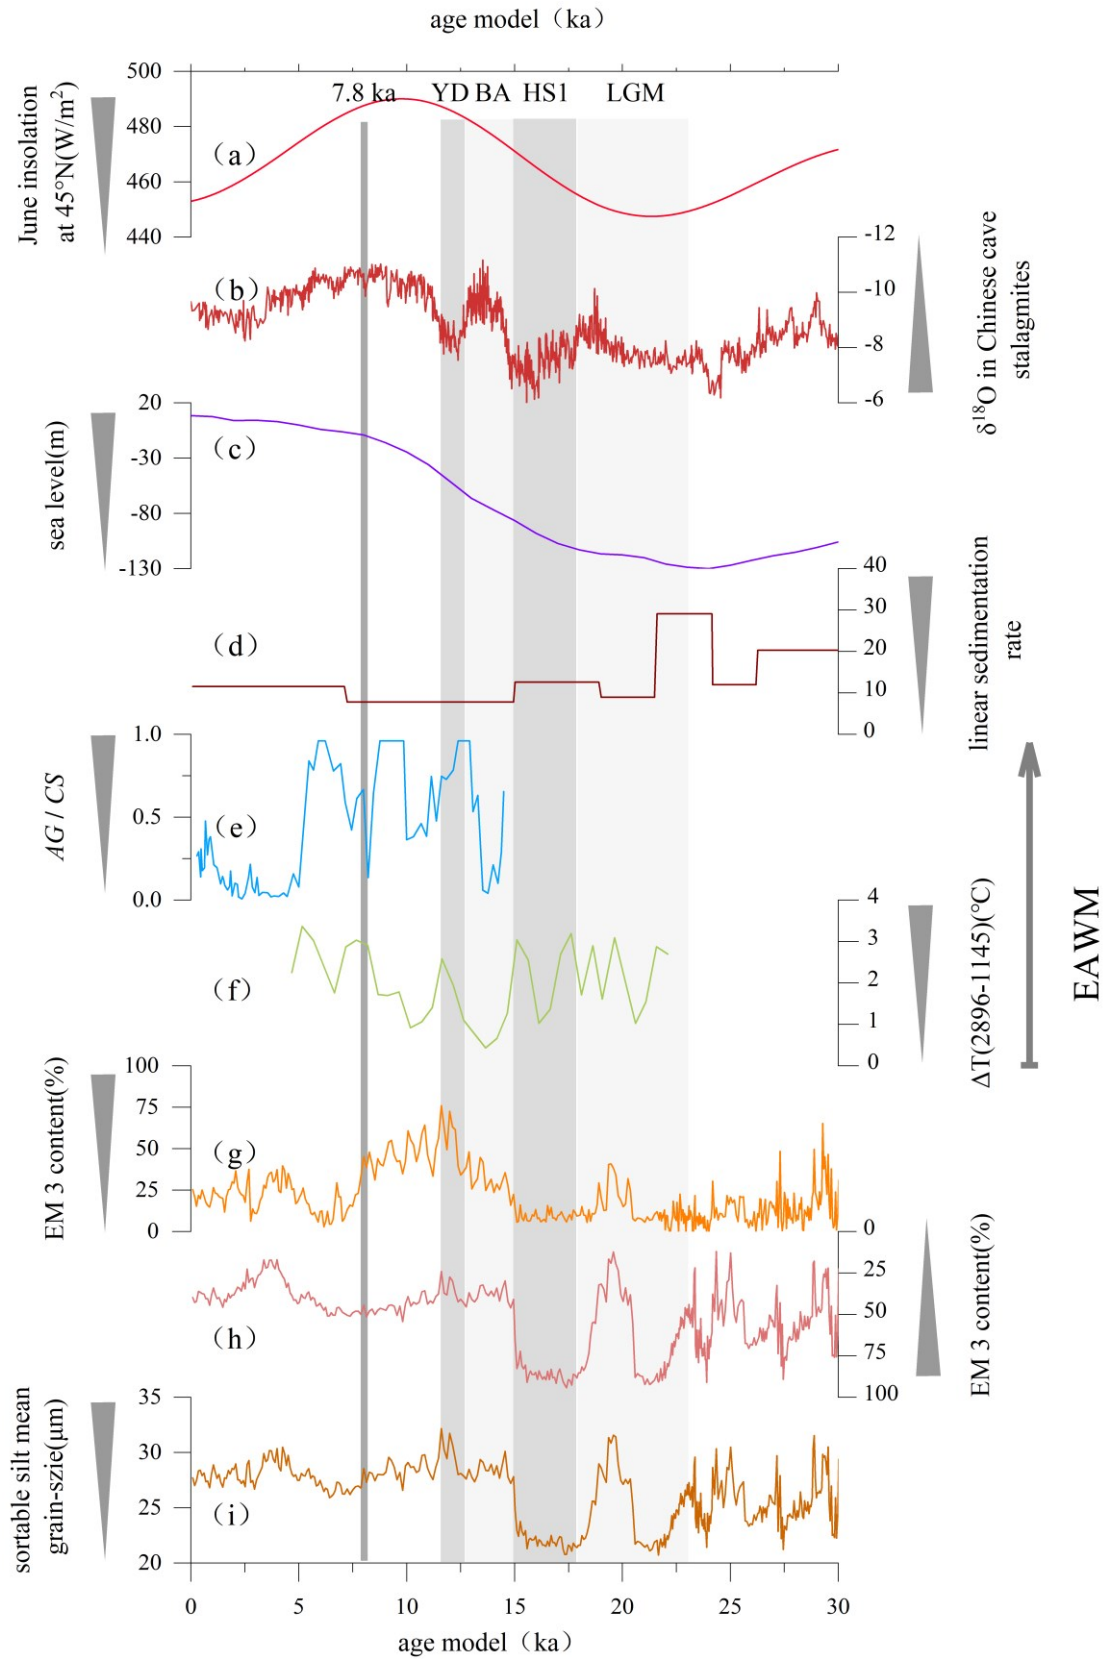 age model（ka）
500
480
460
440
June insolation
at 45°N(W/m²)
7.8 ka
YD
BA
HS1
LGM
（a）
-12
-10
-8
-6
δ¹⁸O in Chinese cave
stalagmites
（b）
20
-30
-80
-130
sea level(m)
（c）
40
30
20
10
0
linear sedimentation
rate
（d）
1.0
0.5
0.0
AG / CS
（e）
4
3
2
1
0
ΔT(2896-1145)(°C)
EAWM
（f）
100
75
50
25
0
EM 3 content(%)
（g）
0
25
50
75
100
EM 3 content(%)
（h）
35
30
25
20
sortable silt mean
grain-szie(μm)
（i）
0
5
10
15
20
25
30
age model（ka）